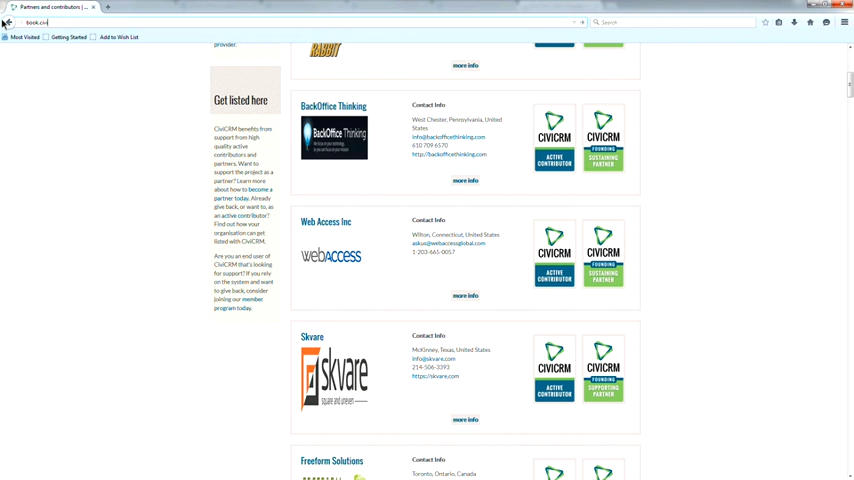 Partners and contributors | ...
book.civi
Search
Most Visited
Getting Started
Add to Wish List
provider.
RABBIT
more info
Get listed here
CiviCRM benefits from
support from high
quality active
contributors and
partners. Want to
support the project as a
partner? Learn more
about how to become a
partner today. Already
give back, or want to, as
an active contributor?
Find out how your
organisation can get
listed with CiviCRM.
Are you an end user of
CiviCRM that's looking
for support? If you rely
on the system and want
to give back, consider
joining our member
program today.
BackOffice Thinking
BackOffice Thinking
Contact Info
West Chester, Pennsylvania, United
States
info@backofficethinking.com
610 709 6570
http://backofficethinking.com
more info
CIVICRM
ACTIVE
CONTRIBUTOR
CIVICRM
FOUNDING
SUSTAINING
PARTNER
Web Access Inc
webACCESS
Contact Info
Wilton, Connecticut, United States
askus@webaccessglobal.com
1-203-665-0057
more info
CIVICRM
ACTIVE
CONTRIBUTOR
CIVICRM
FOUNDING
SUSTAINING
PARTNER
Skvare
skvare
square and uneven
Contact Info
McKinney, Texas, United States
info@skvare.com
214-506-3393
https://skvare.com
more info
CIVICRM
ACTIVE
CONTRIBUTOR
CIVICRM
FOUNDING
SUPPORTING
PARTNER
Freeform Solutions
Contact Info
Toronto, Ontario, Canada